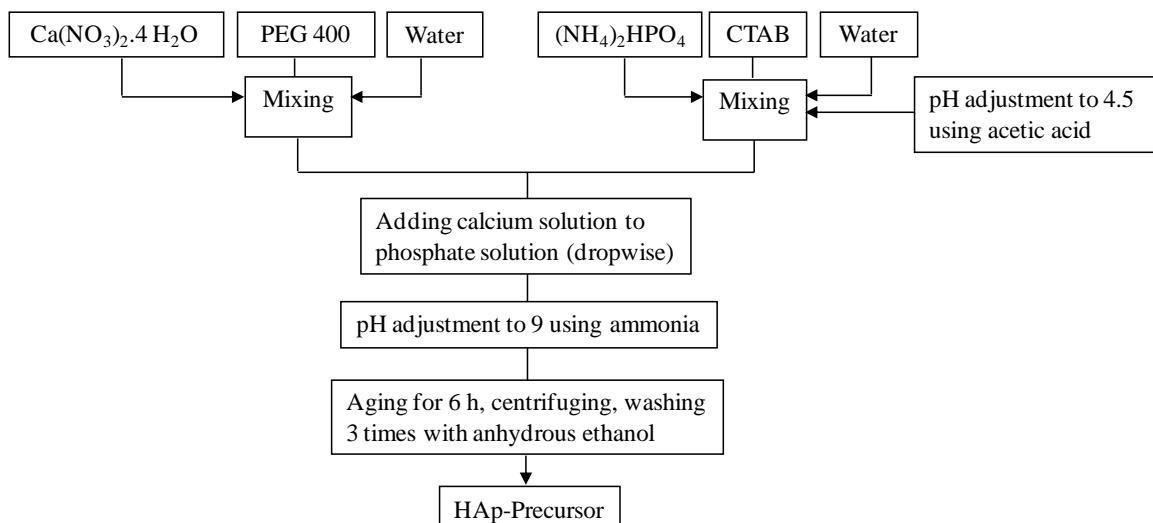 Ca(NO₃)₂.4 H₂O
PEG 400
Water
(NH₄)₂HPO₄
CTAB
Water
Mixing
Mixing
pH adjustment to 4.5
using acetic acid
Adding calcium solution to
phosphate solution (dropwise)
pH adjustment to 9 using ammonia
Aging for 6 h, centrifuging, washing
3 times with anhydrous ethanol
HAp-Precursor